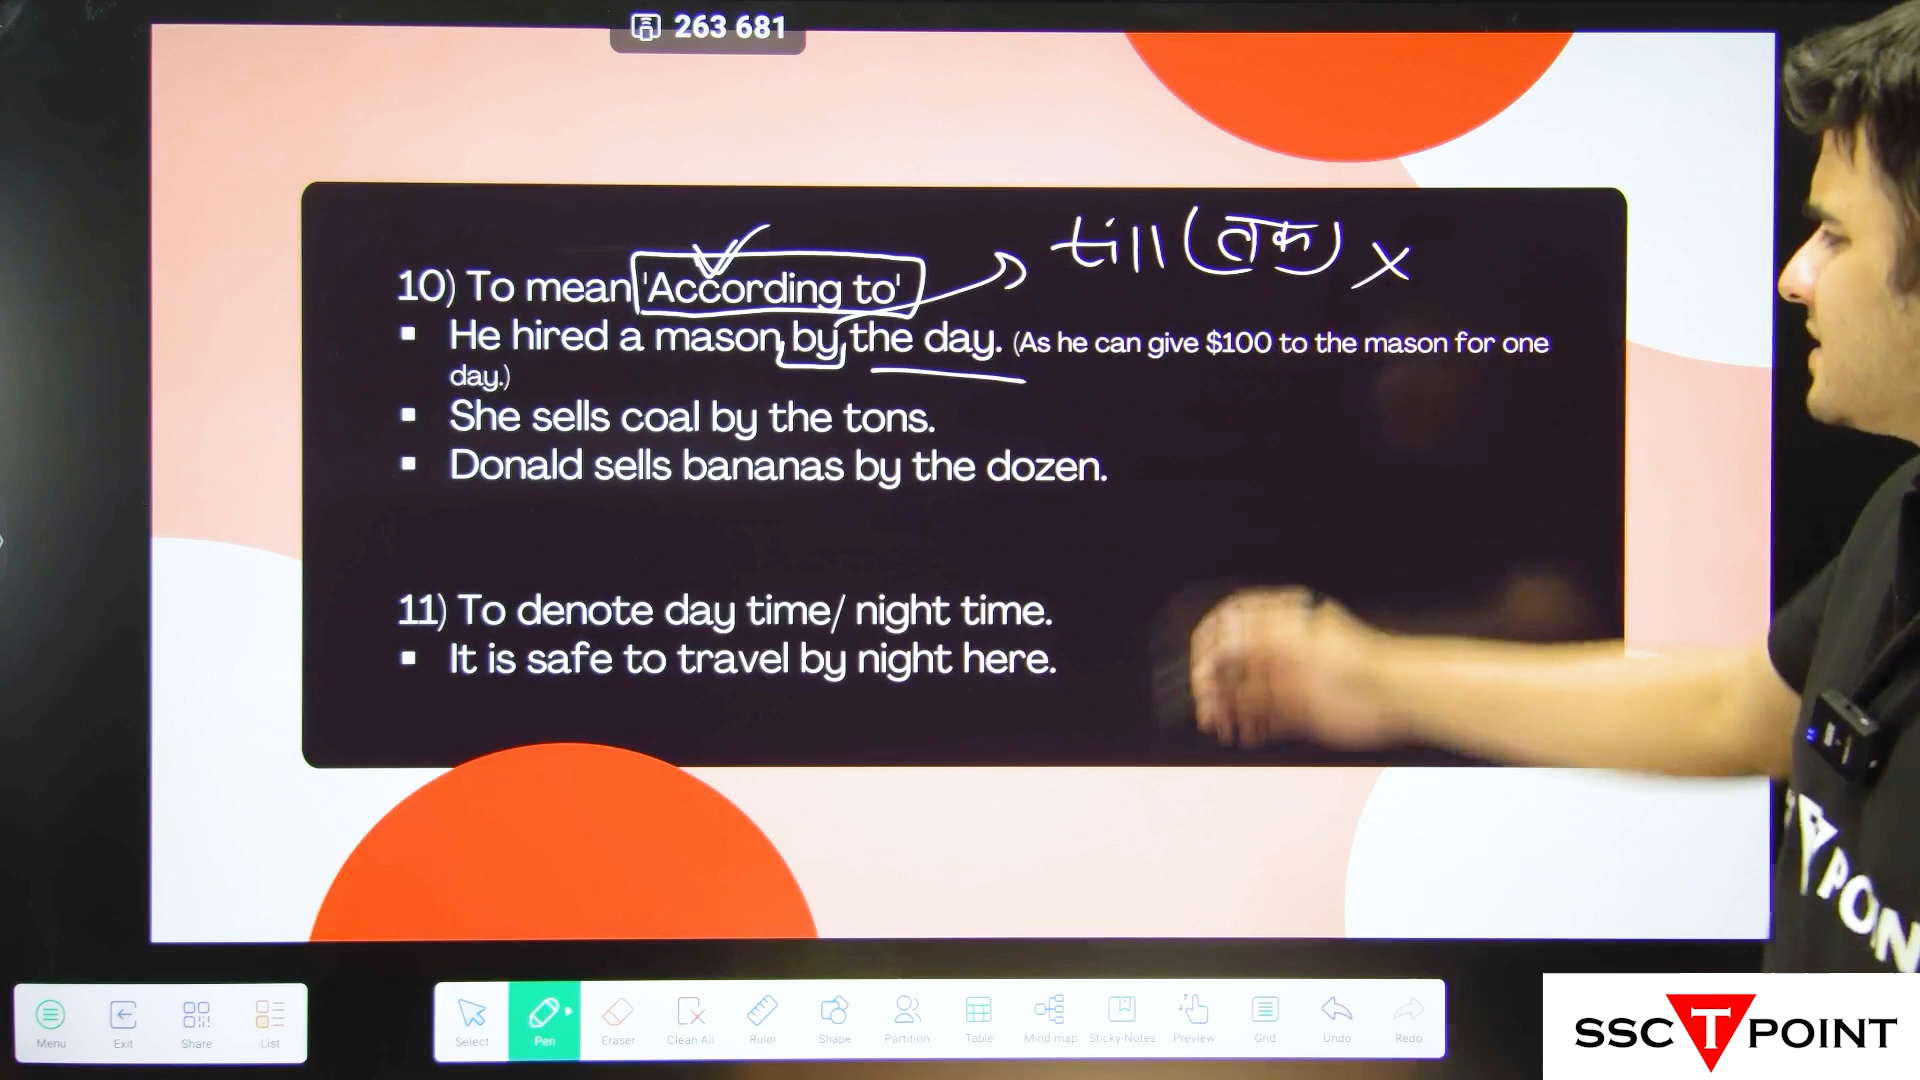 263 681
till (तक) x
10) To mean 'According to'
▪ He hired a mason by the day. (As he can give $100 to the mason for one
day.)
▪ She sells coal by the tons.
▪ Donald sells bananas by the dozen.
11) To denote day time/ night time.
▪ It is safe to travel by night here.
POIN
Menu Exit Share List Select Pen Eraser Clean All Ruler Shape Partition Table Mind map Sticky-Notes Preview Grid Undo Redo
SSC T POINT